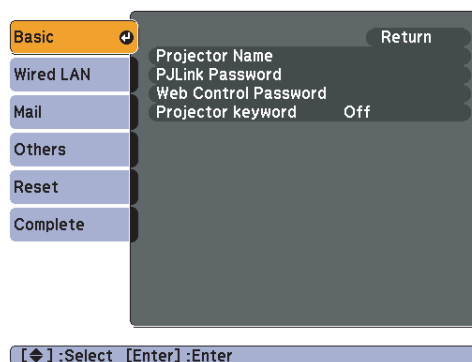 Basic
Wired LAN
Mail
Others
Reset
Complete
Return
Projector Name
PJLink Password
Web Control Password
Projector keyword Off
[◆] :Select [Enter] :Enter